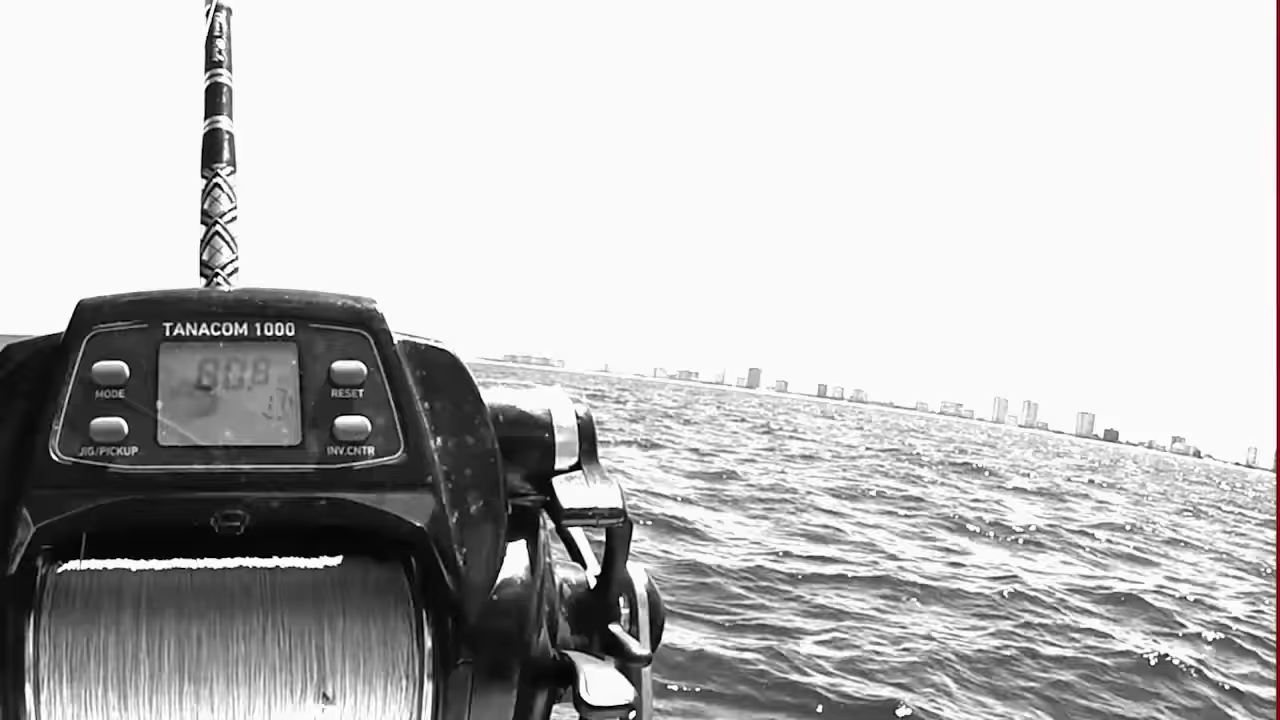 TANACOM 1000
MODE
RESET
JIG/PICKUP
INV.CNTR